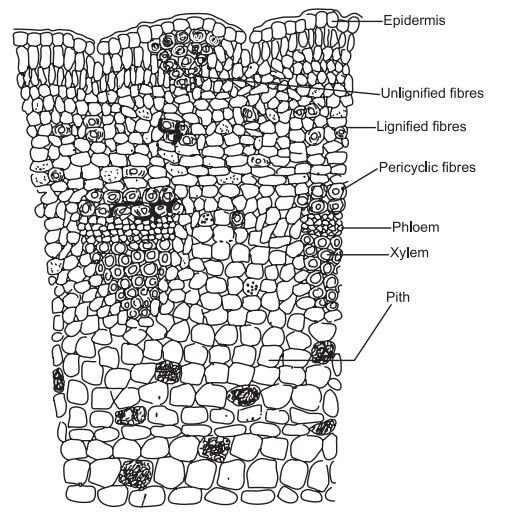 Epidermis
Unlignified fibres
Lignified fibres
Pericyclic fibres
Phloem
Xylem
Pith